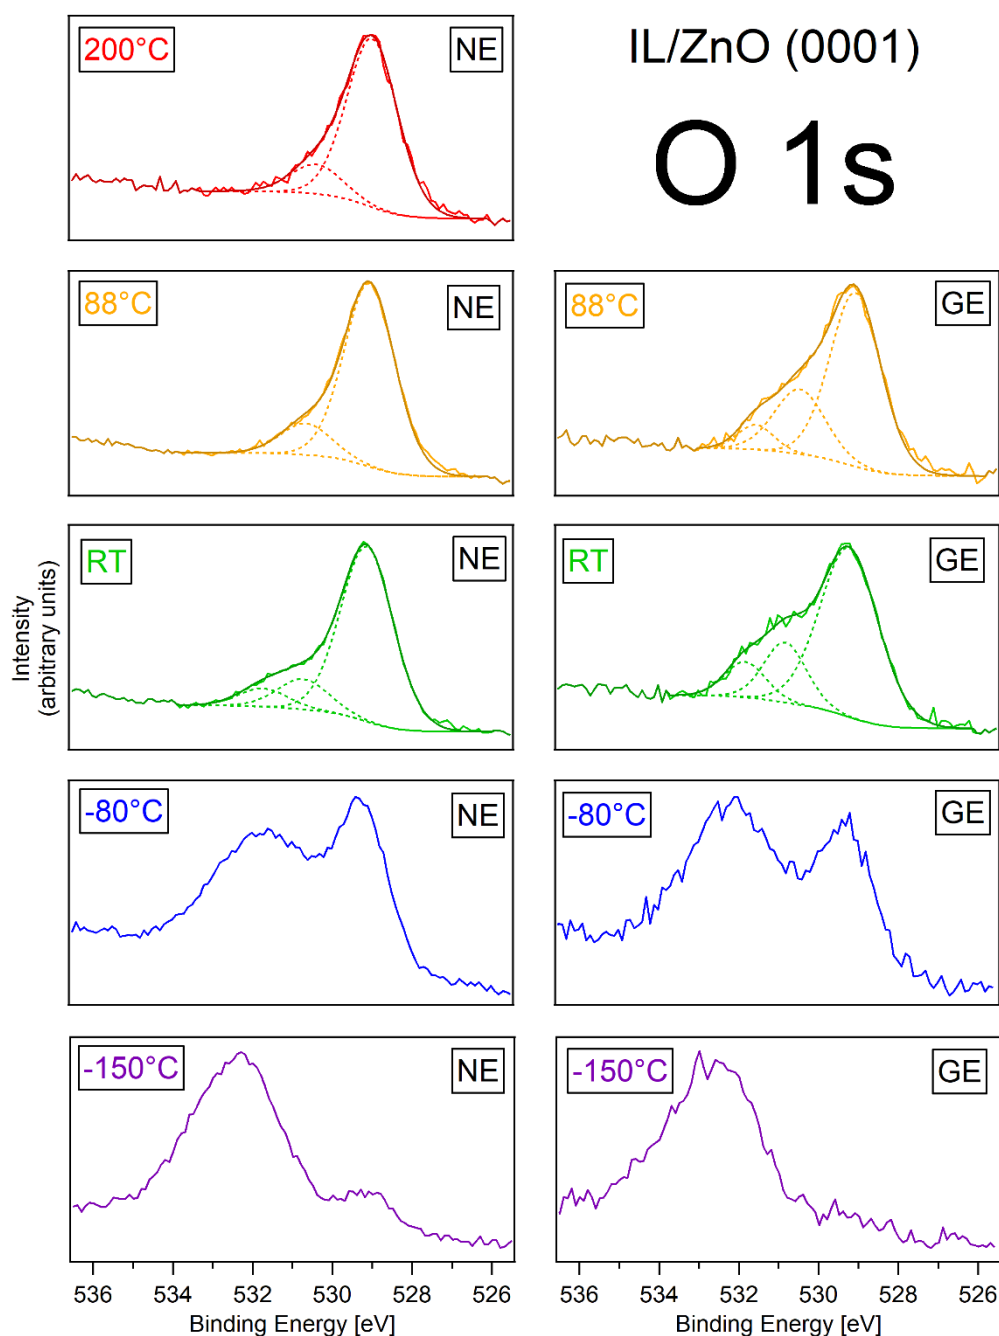 200°C
NE
IL/ZnO (0001)
O 1s
88°C
NE
88°C
GE
RT
NE
RT
GE
Intensity
(arbitrary units)
-80°C
NE
-80°C
GE
-150°C
NE
-150°C
GE
536 534 532 530 528 526
536 534 532 530 528 526
Binding Energy [eV]
Binding Energy [eV]